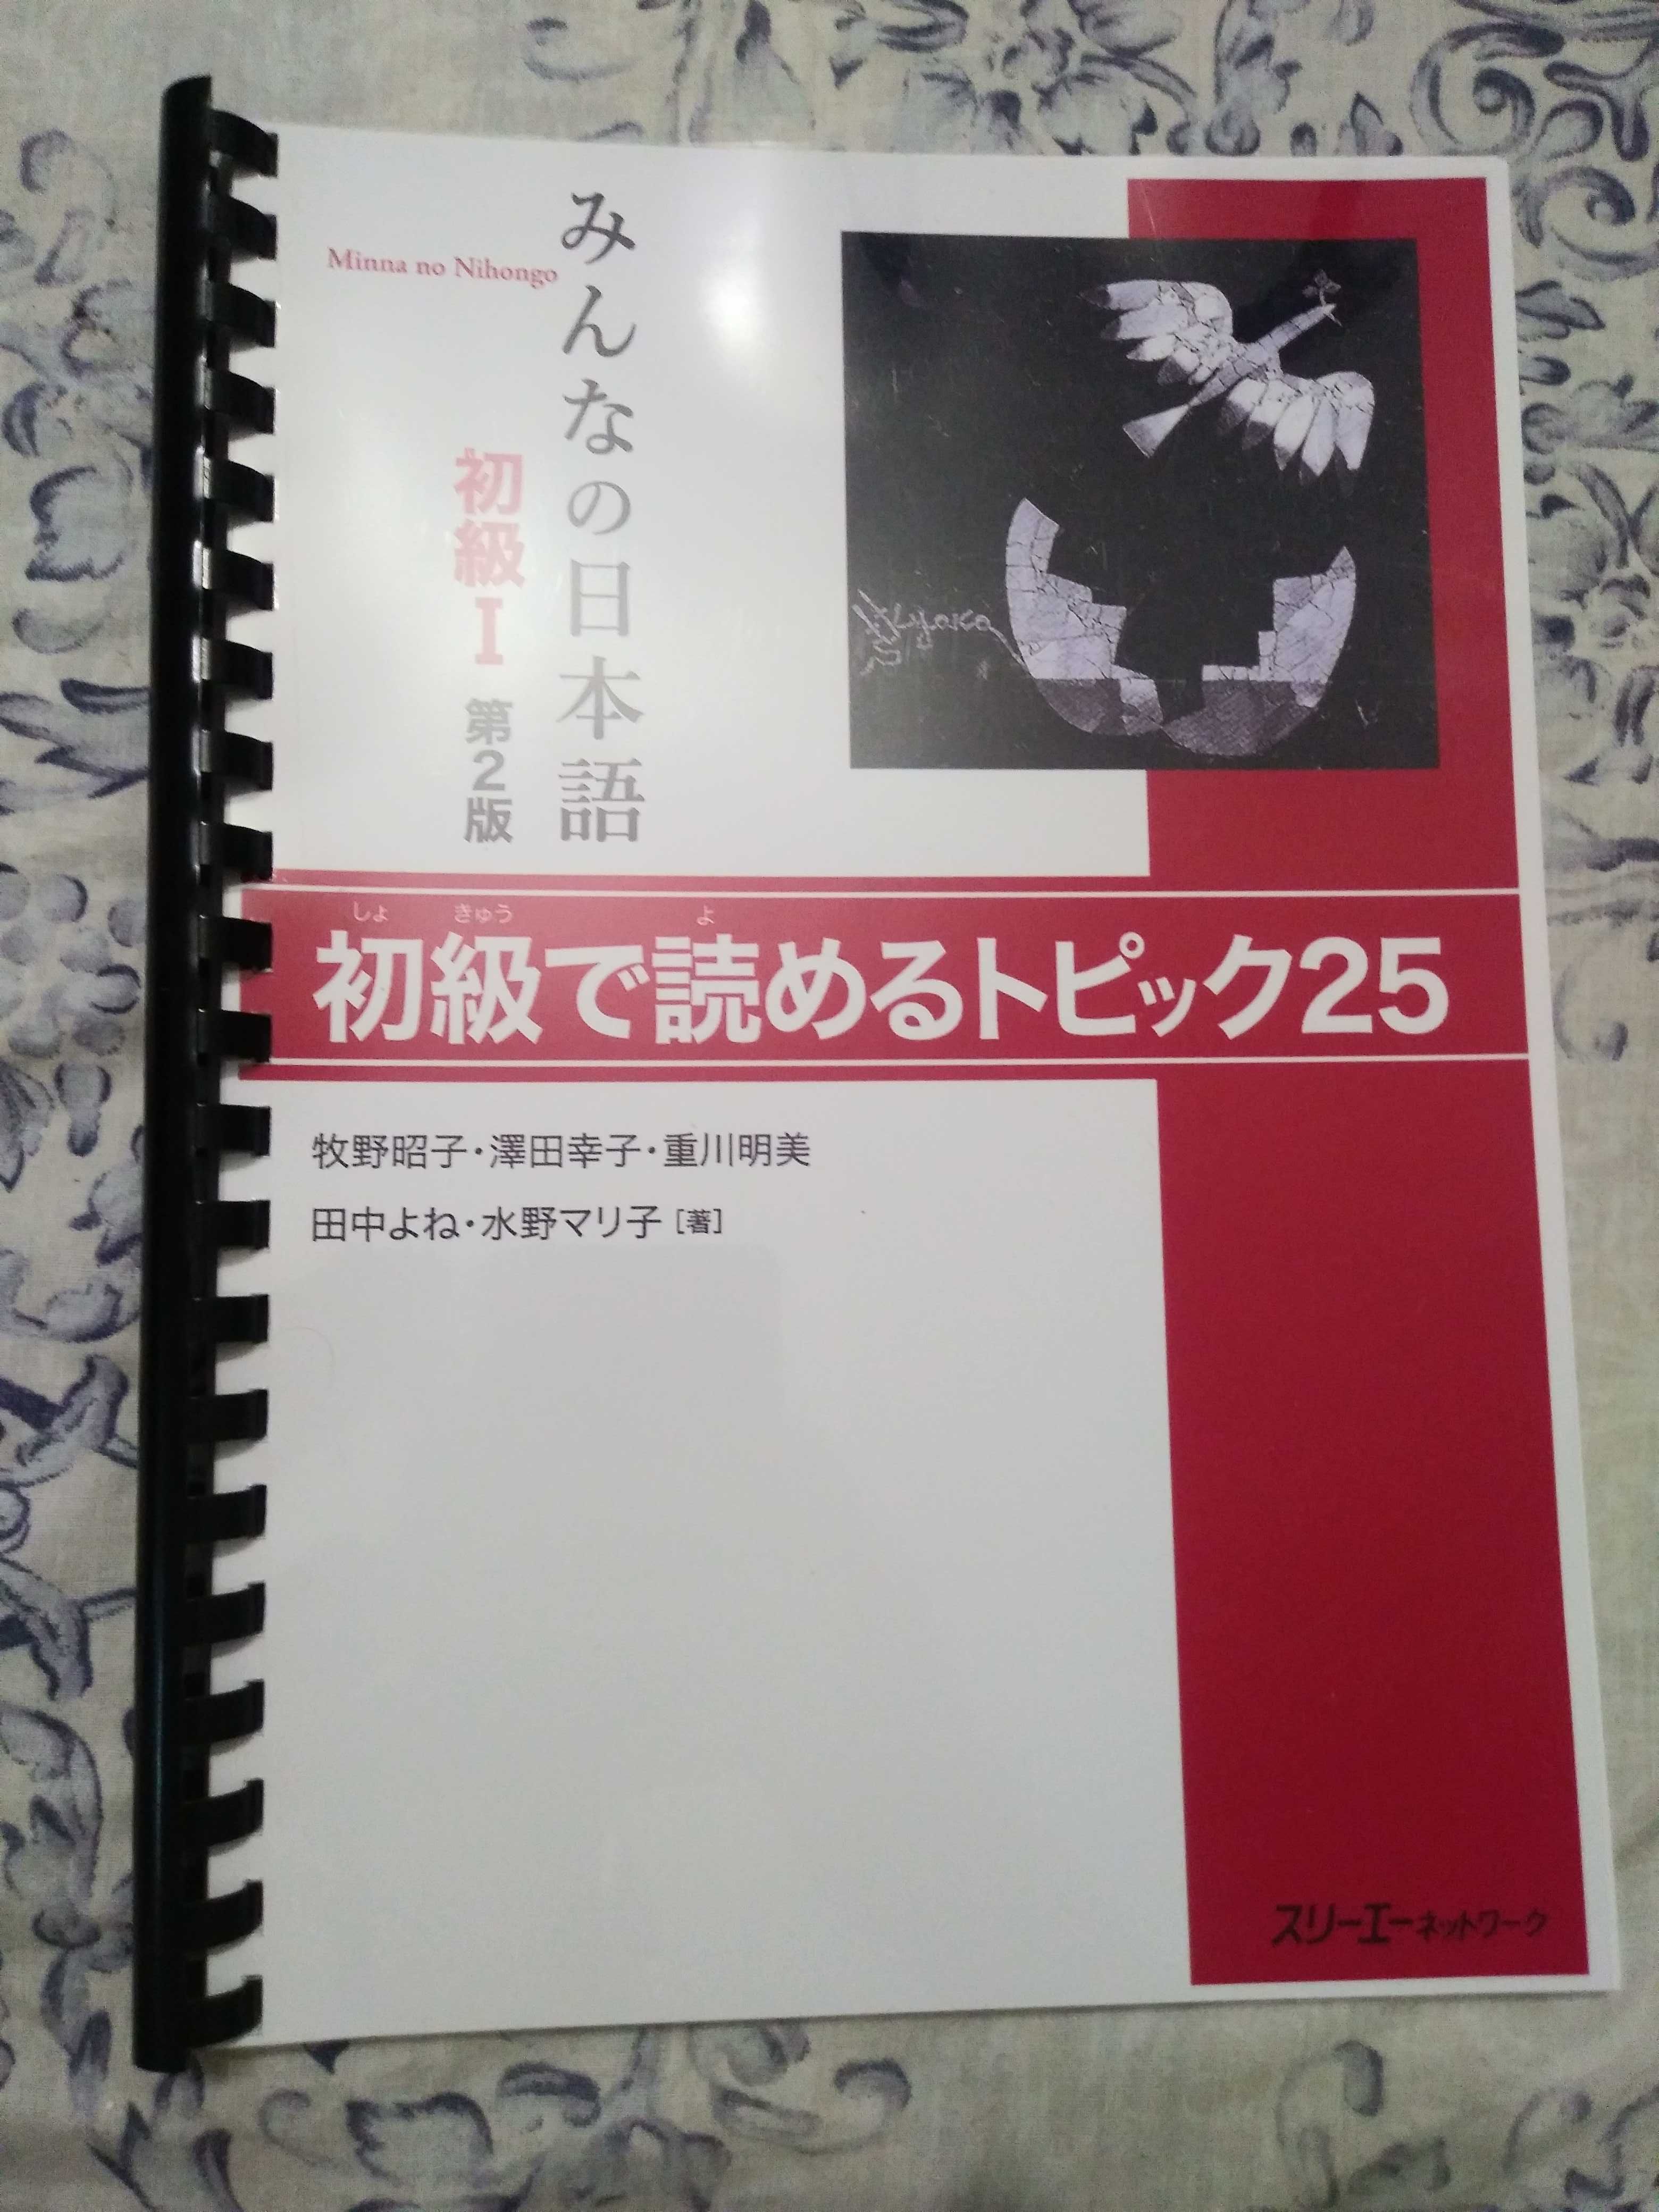 Minna no Nihongo
みんなの日本語
初級I 第2版
しょ きゅう よ
初級で読めるトピック25
牧野昭子・澤田幸子・重川明美
田中よね・水野マリ子 [著]
スリーエーネットワーク